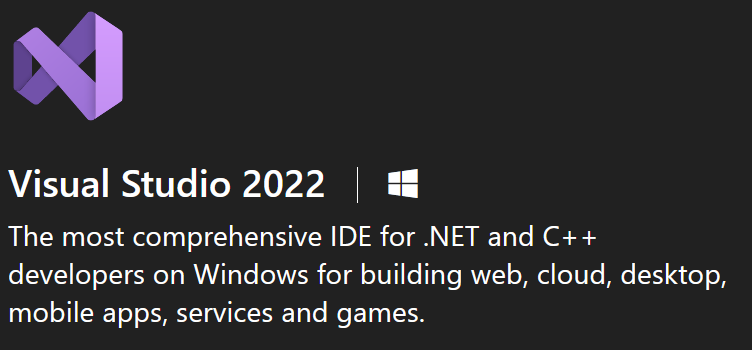 Visual Studio 2022
The most comprehensive IDE for .NET and C++
developers on Windows for building web, cloud, desktop,
mobile apps, services and games.